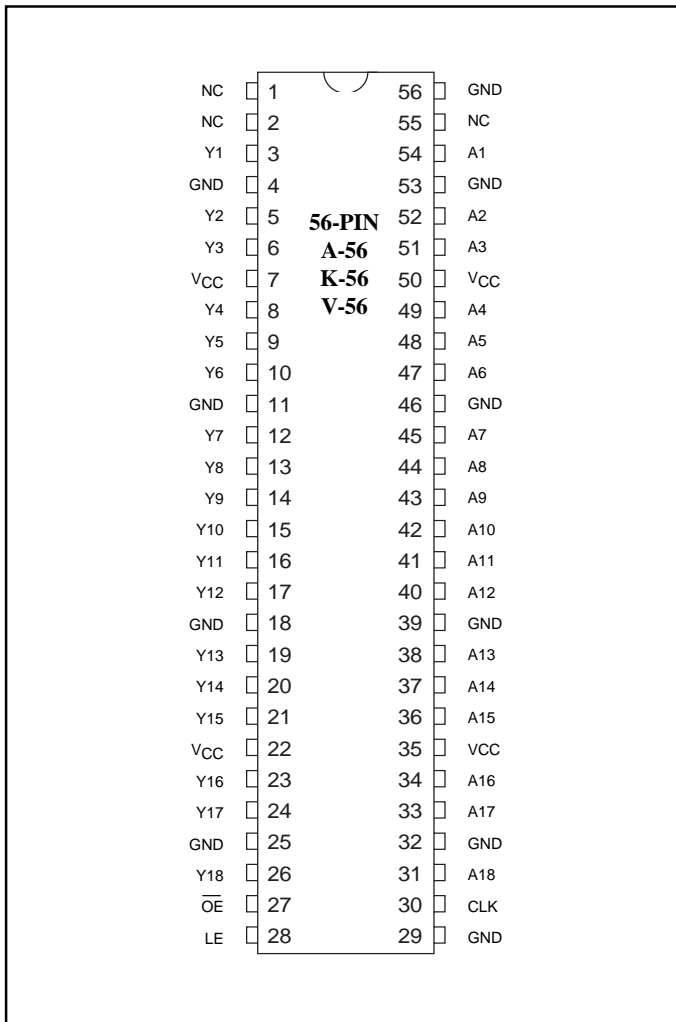 NC 1 56 GND
NC 2 55 NC
Y1 3 54 A1
GND 4 53 GND
Y2 5 56-PIN 52 A2
Y3 6 A-56 51 A3
VCC 7 K-56 50 VCC
Y4 8 V-56 49 A4
Y5 9 48 A5
Y6 10 47 A6
GND 11 46 GND
Y7 12 45 A7
Y8 13 44 A8
Y9 14 43 A9
Y10 15 42 A10
Y11 16 41 A11
Y12 17 40 A12
GND 18 39 GND
Y13 19 38 A13
Y14 20 37 A14
Y15 21 36 A15
VCC 22 35 VCC
Y16 23 34 A16
Y17 24 33 A17
GND 25 32 GND
Y18 26 31 A18
O̅E̅ 27 30 CLK
LE 28 29 GND